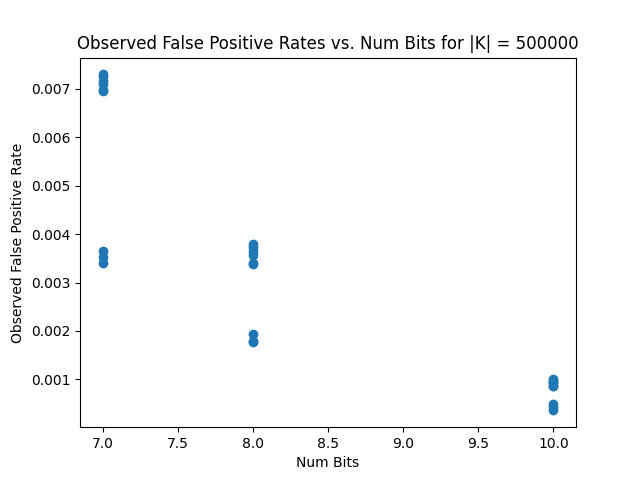 Observed False Positive Rates vs. Num Bits for |K| = 500000
0.007
0.006
0.005
0.004
0.003
0.002
0.001
Observed False Positive Rate
7.0 7.5 8.0 8.5 9.0 9.5 10.0
Num Bits